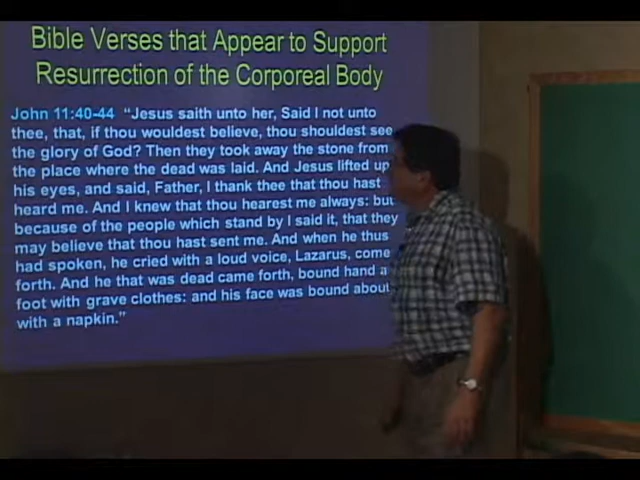 Bible Verses that Appear to Support
Resurrection of the Corporeal Body
John 11:40-44 “Jesus saith unto her, Said I not unto
thee, that, if thou wouldest believe, thou shouldest see
the glory of God? Then they took away the stone from
the place where the dead was laid. And Jesus lifted up
his eyes, and said, Father, I thank thee that thou hast
heard me. And I knew that thou hearest me always: but
because of the people which stand by I said it, that they
may believe that thou hast sent me. And when he thus
had spoken, he cried with a loud voice, Lazarus, come
forth. And he that was dead came forth, bound hand a
foot with grave clothes: and his face was bound about
with a napkin.”